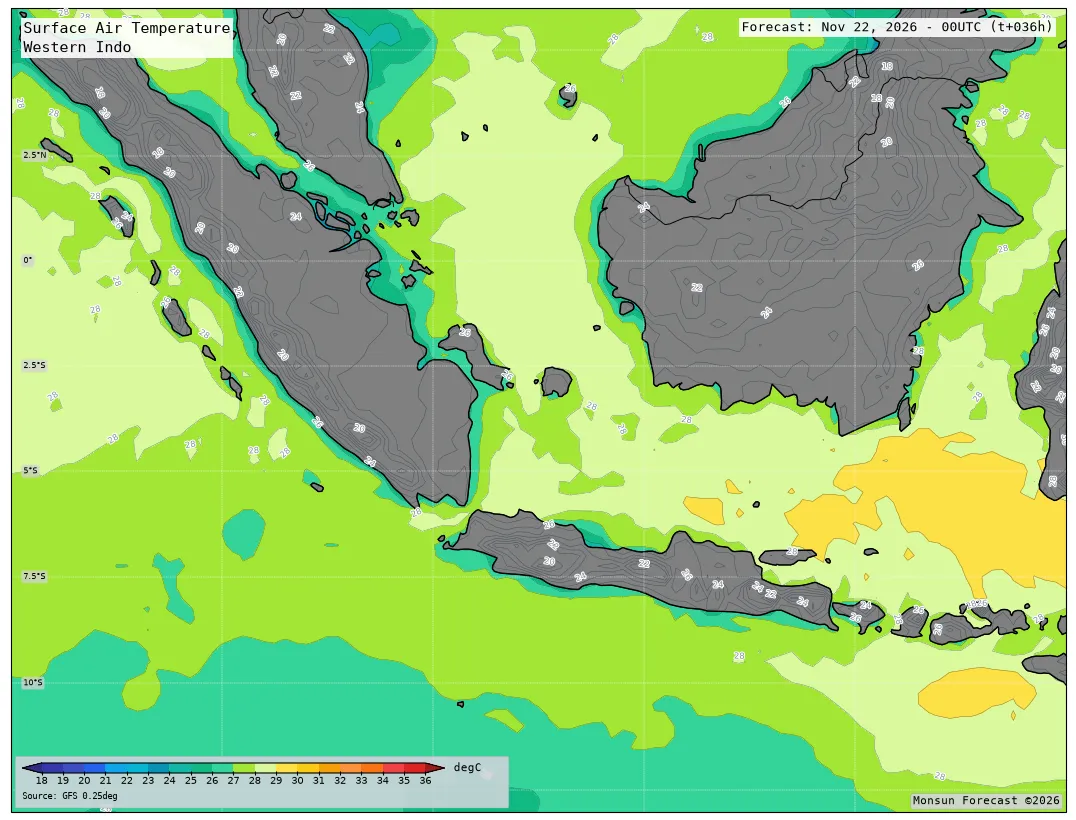 Surface Air Temperature
Western Indo
Forecast: Nov 22, 2026 - 00UTC (t+036h)
2.5°N
0°
2.5°S
5°S
7.5°S
10°S
degC
18 19 20 21 22 23 24 25 26 27 28 29 30 31 32 33 34 35 36
Source: GFS 0.25deg
Monsun Forecast ©2026